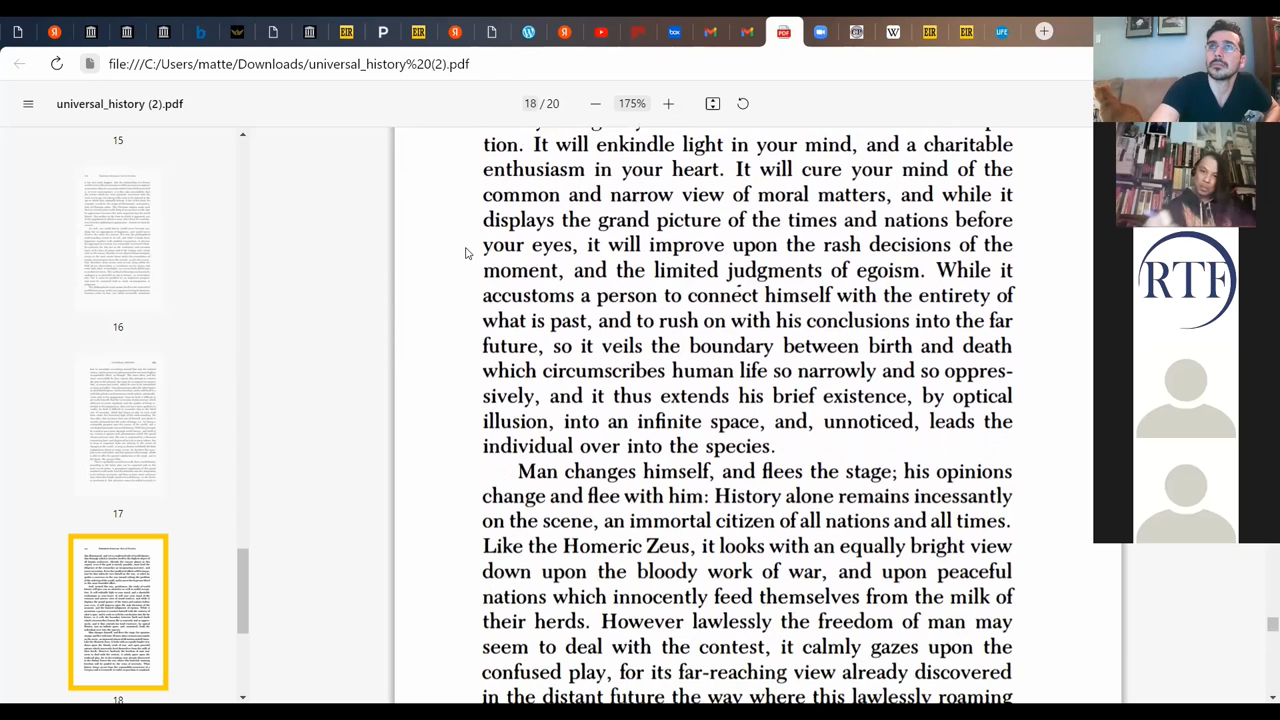 EIR
P
EIR
box
PDF
W
EIR
EIR
LIFE
file:///C:/Users/matte/Downloads/universal_history%20(2).pdf
universal_history (2).pdf
18 / 20
175%
15
16
17
18
tion. It will enkindle light in your mind, and a charitable
enthusiasm in your heart. It will cure your mind of the
common and narrow view of moral matters, and while it
displays the grand picture of the times and nations before
your eyes, it will improve upon the rash decisions of the
moment, and the limited judgments of egoism. While it
accustoms a person to connect himself with the entirety of
what is past, and to rush on with his conclusions into the far
future, so it veils the boundary between birth and death
which circumscribes human life so narrowly and so oppres-
sively, and it thus extends his brief existence, by optical
illusion, into an infinite space, and, unnoticed, leads the
individual over into the species.
Man changes himself, and flees the stage; his opinions
change and flee with him: History alone remains incessantly
on the scene, an immortal citizen of all nations and all times.
Like the Homeric Zeus, it looks with an equally bright view
down upon the bloody work of war, and upon peaceful
nations which innocently feed themselves from the milk of
their herds. However lawlessly the freedom of man may
seem to deal with the contest, it calmly gazes upon the
confused play, for its far-reaching view already discovered
in the distant future the way where this lawlessly roaming
RTF